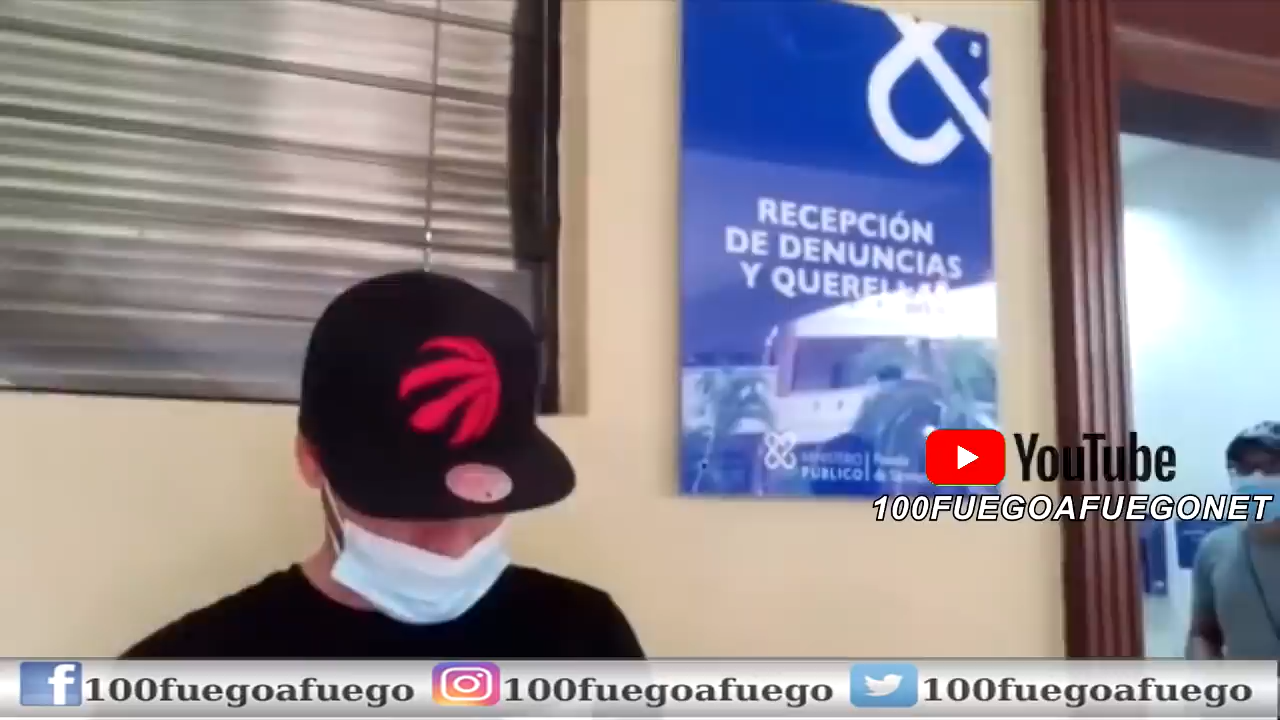 RECEPCIÓN
DE DENUNCIAS
Y QUERELLAS
MINISTERIO
PÚBLICO
YouTube
100FUEGOAFUEGONET
100fuegoafuego
100fuegoafuego
100fuegoafuego